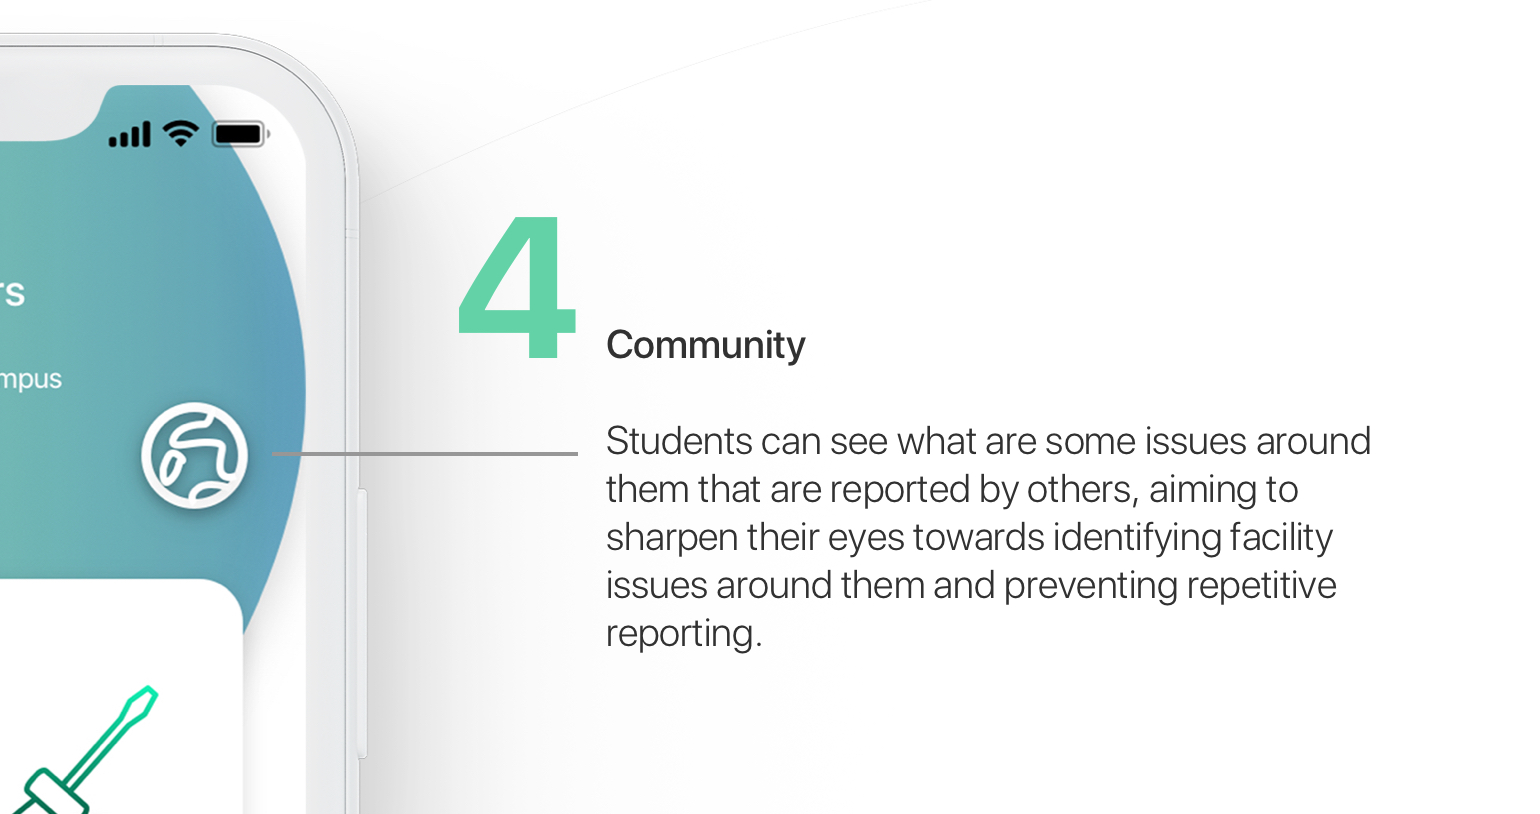 rs
mpus
4
Community
Students can see what are some issues around
them that are reported by others, aiming to
sharpen their eyes towards identifying facility
issues around them and preventing repetitive
reporting.